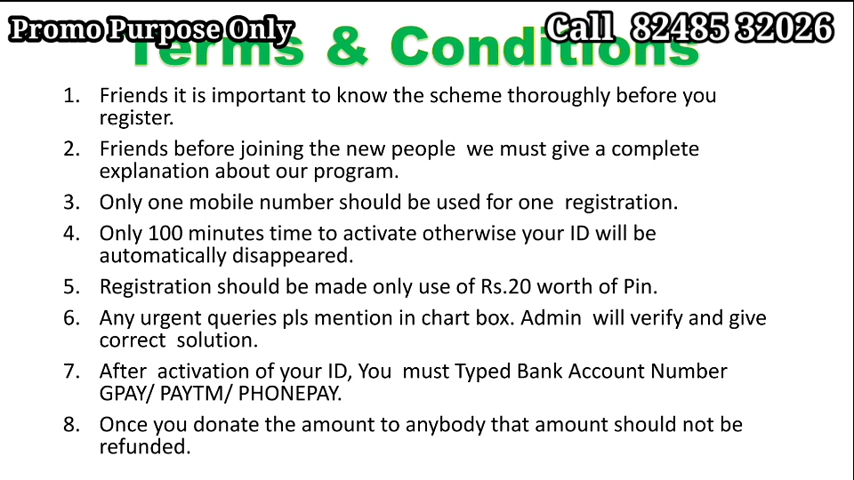 Promo Purpose Only
Call 82485 32026
Terms & Conditions
1. Friends it is important to know the scheme thoroughly before you
register.
2. Friends before joining the new people we must give a complete
explanation about our program.
3. Only one mobile number should be used for one registration.
4. Only 100 minutes time to activate otherwise your ID will be
automatically disappeared.
5. Registration should be made only use of Rs.20 worth of Pin.
6. Any urgent queries pls mention in chart box. Admin will verify and give
correct solution.
7. After activation of your ID, You must Typed Bank Account Number
GPAY/ PAYTM/ PHONEPAY.
8. Once you donate the amount to anybody that amount should not be
refunded.